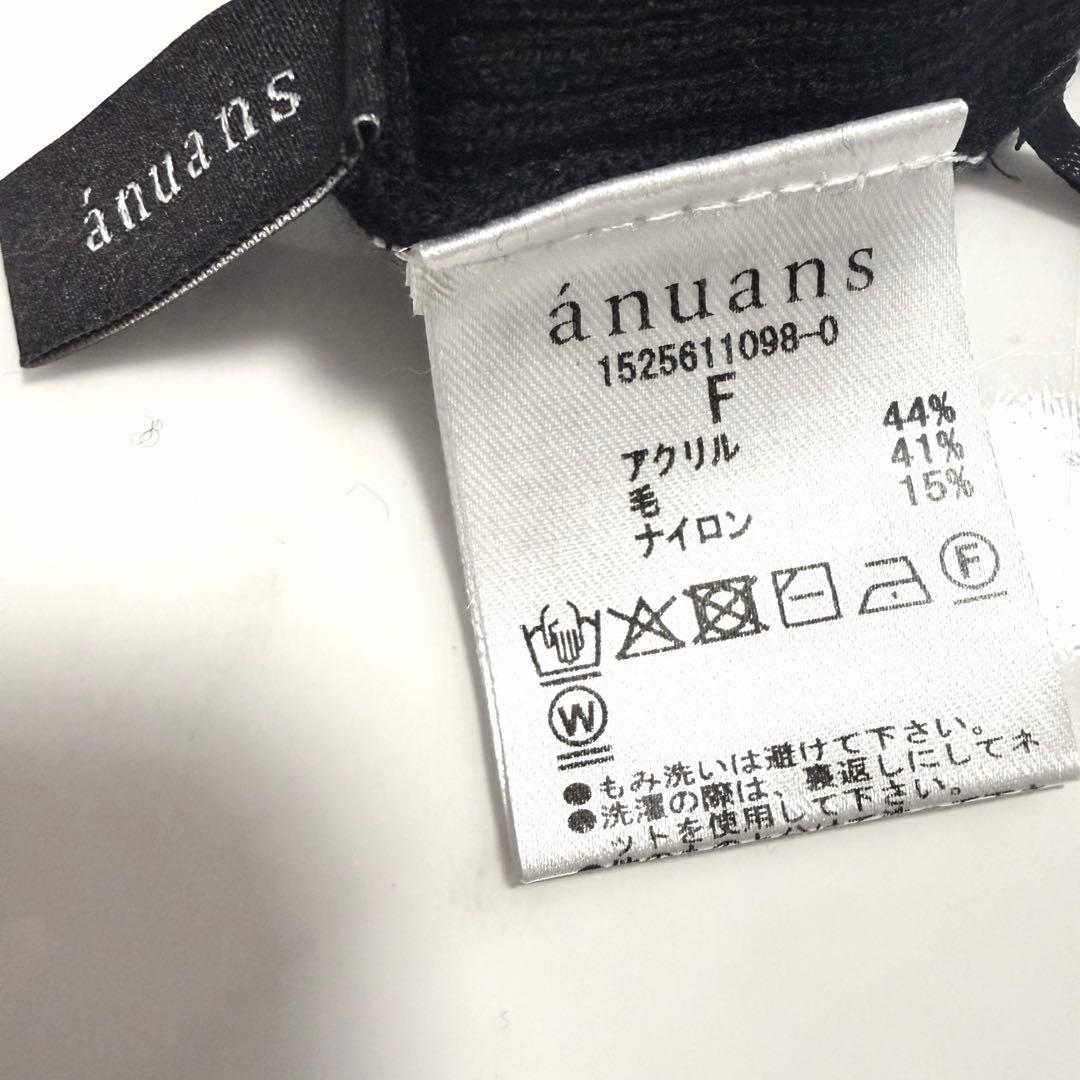 ánuans
ánuans
1525611098-0
F
アクリル 44%
毛 41%
ナイロン 15%
F
W
●もみ洗いは避けて下さい。
●洗濯の際は、裏返しにしてネ
ットを使用して下さい。